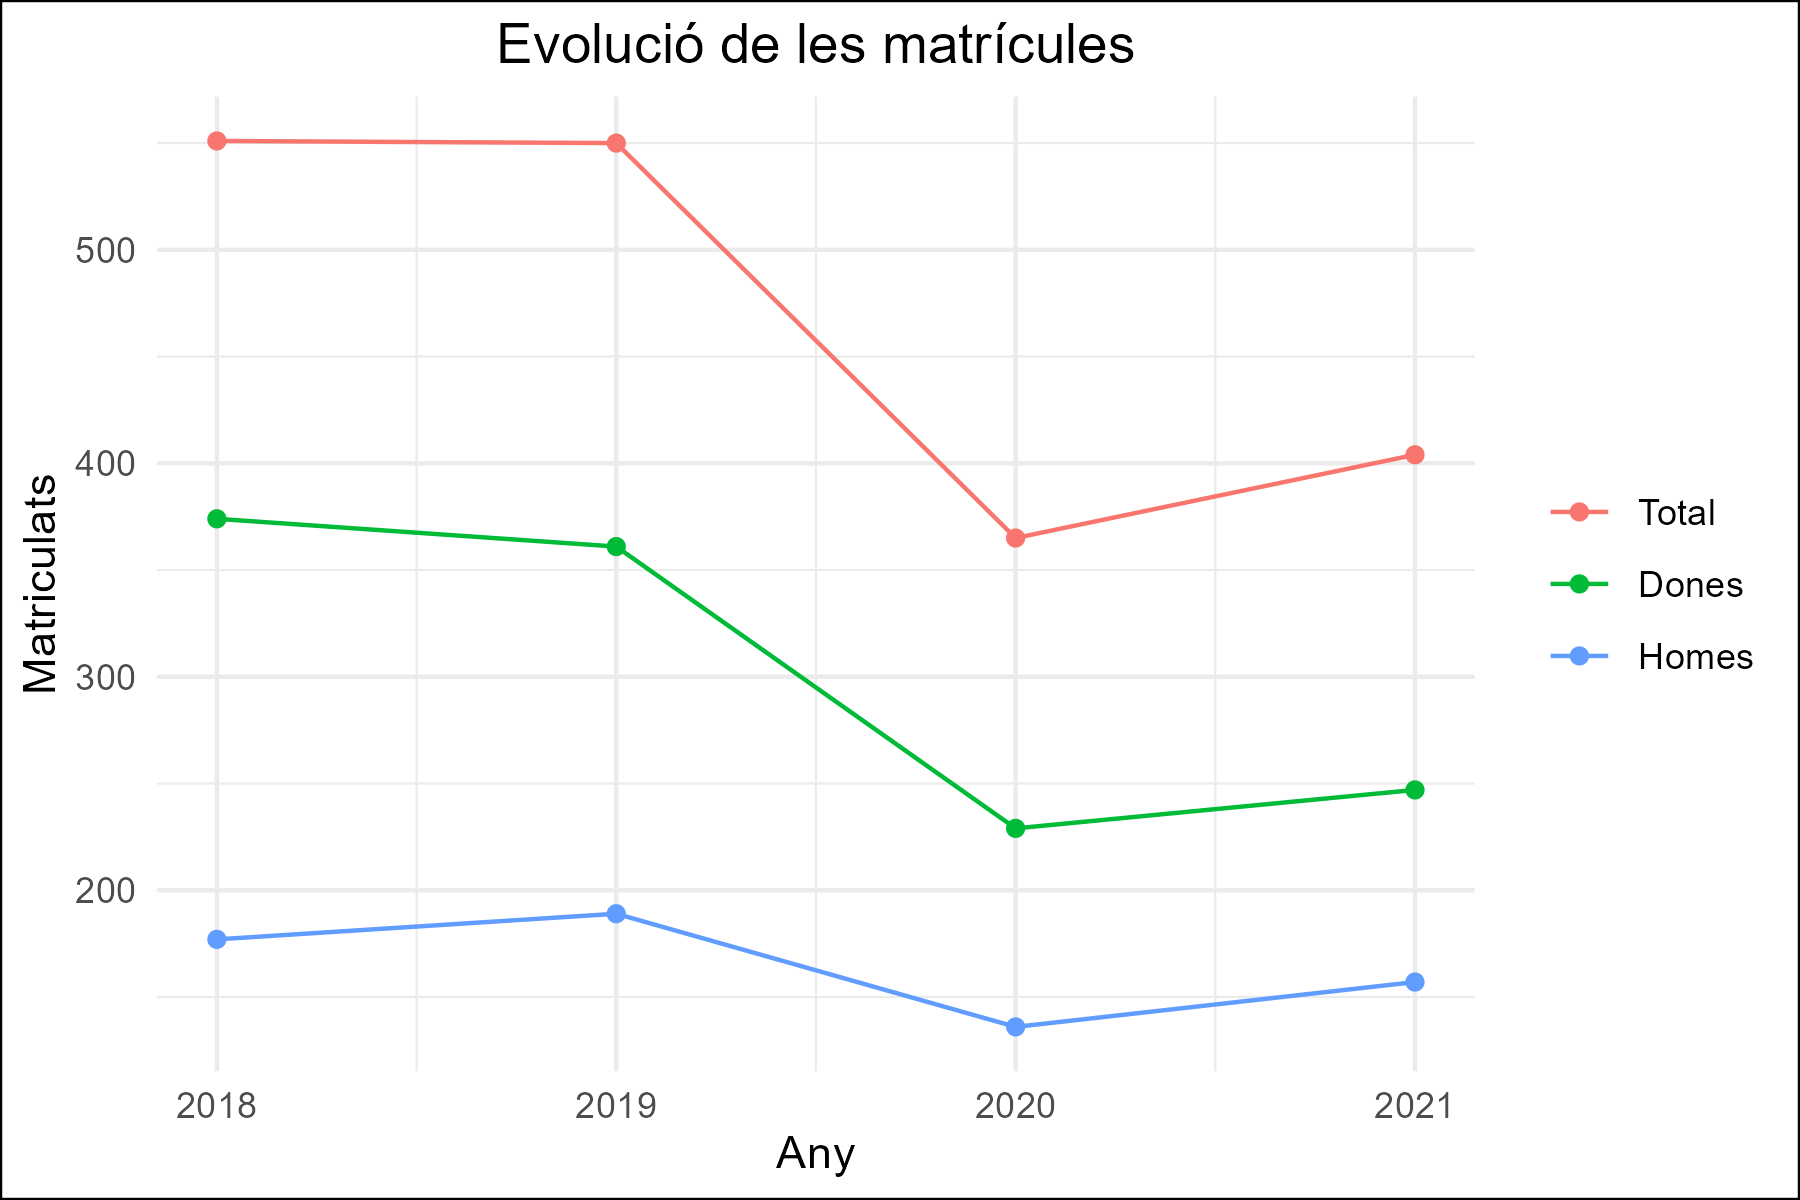 Evolució de les matrícules
Matriculats
500
400
300
200
2018 2019 2020 2021
Any
Total
Dones
Homes